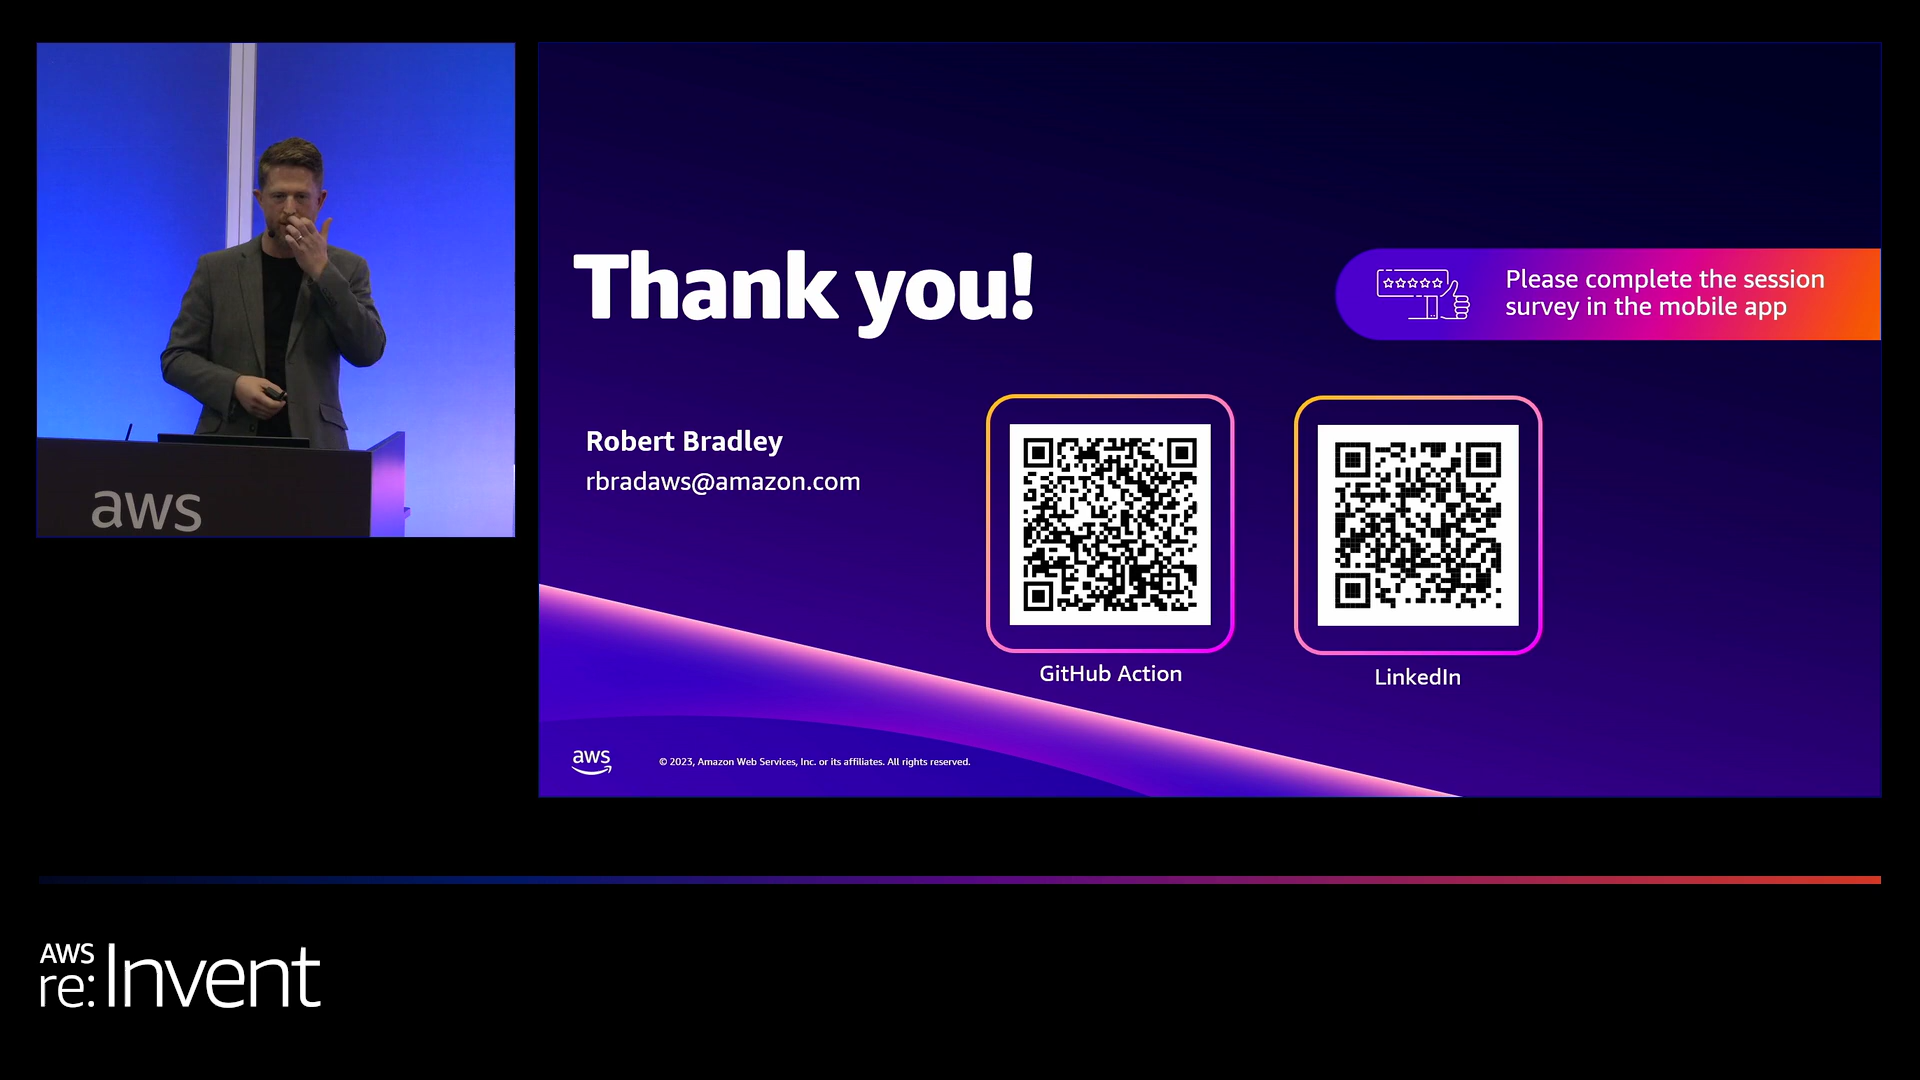 aws
Thank you!
Please complete the session
survey in the mobile app
Robert Bradley
rbradaws@amazon.com
GitHub Action
LinkedIn
aws
© 2023, Amazon Web Services, Inc. or its affiliates. All rights reserved.
AWS
re:Invent